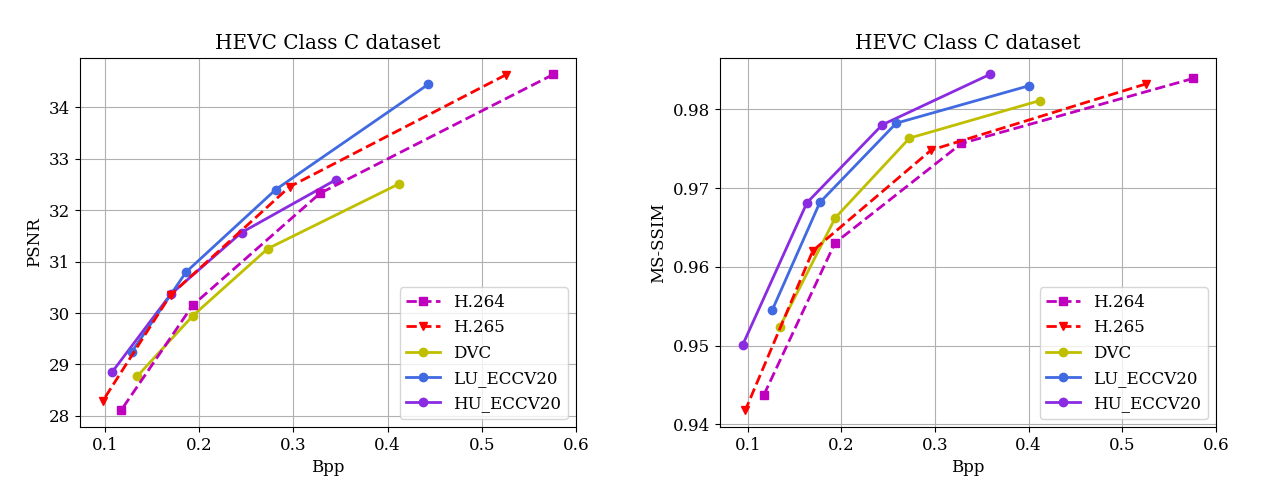 HEVC Class C dataset
PSNR
34
33
32
31
30
29
28
0.1 0.2 0.3 0.4 0.5 0.6
Bpp
H.264
H.265
DVC
LU_ECCV20
HU_ECCV20
HEVC Class C dataset
MS-SSIM
0.98
0.97
0.96
0.95
0.94
0.1 0.2 0.3 0.4 0.5 0.6
Bpp
H.264
H.265
DVC
LU_ECCV20
HU_ECCV20